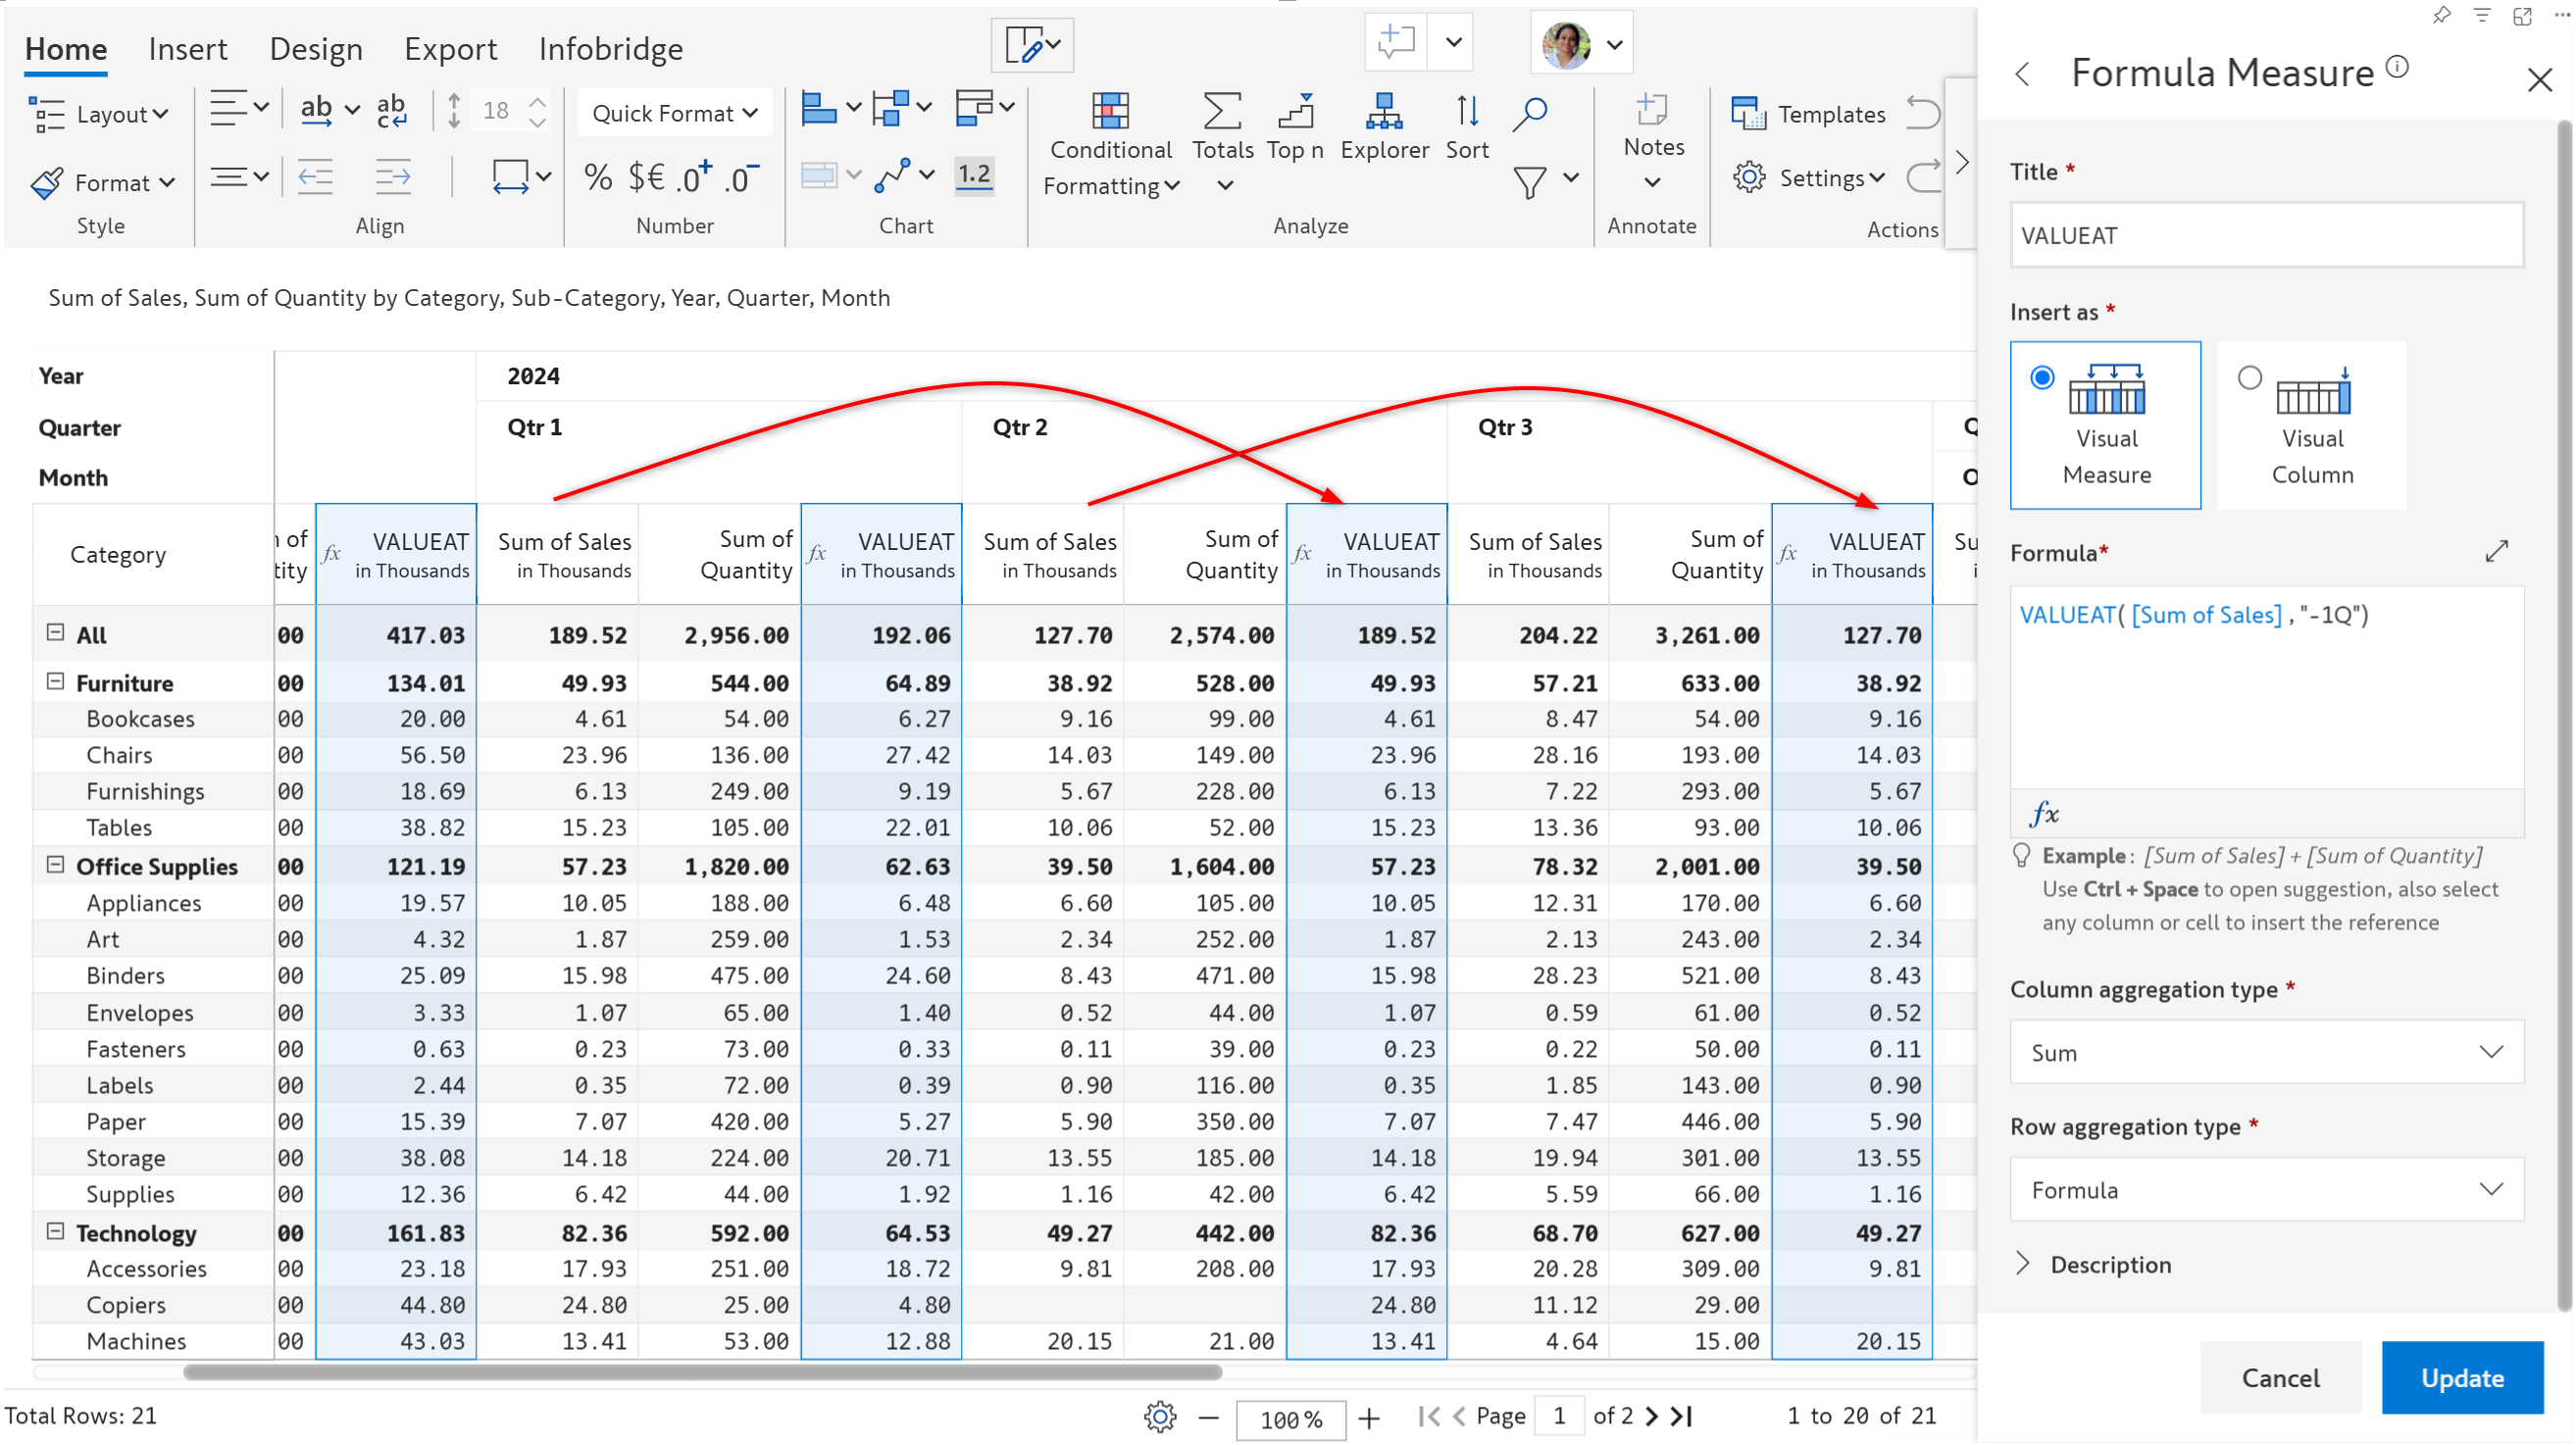 Home Insert Design Export Infobridge
Layout ab ab c 18 Quick Format
Format % $€ .0+ .0- 1.2
Conditional Formatting Totals Top n Explorer Sort
Notes Templates
Settings
Style Align Number Chart Analyze Annotate Actions
Sum of Sales, Sum of Quantity by Category, Sub-Category, Year, Quarter, Month
Year 2024
Quarter Qtr 1 Qtr 2 Qtr 3 Q
Month O
Category of tity fx VALUEAT in Thousands Sum of Sales in Thousands Sum of Quantity fx VALUEAT in Thousands Sum of Sales in Thousands Sum of Quantity fx VALUEAT in Thousands Sum of Sales in Thousands Sum of Quantity fx VALUEAT in Thousands Su i
All 00 417.03 189.52 2,956.00 192.06 127.70 2,574.00 189.52 204.22 3,261.00 127.70
Furniture 00 134.01 49.93 544.00 64.89 38.92 528.00 49.93 57.21 633.00 38.92
Bookcases 00 20.00 4.61 54.00 6.27 9.16 99.00 4.61 8.47 54.00 9.16
Chairs 00 56.50 23.96 136.00 27.42 14.03 149.00 23.96 28.16 193.00 14.03
Furnishings 00 18.69 6.13 249.00 9.19 5.67 228.00 6.13 7.22 293.00 5.67
Tables 00 38.82 15.23 105.00 22.01 10.06 52.00 15.23 13.36 93.00 10.06
Office Supplies 00 121.19 57.23 1,820.00 62.63 39.50 1,604.00 57.23 78.32 2,001.00 39.50
Appliances 00 19.57 10.05 188.00 6.48 6.60 105.00 10.05 12.31 170.00 6.60
Art 00 4.32 1.87 259.00 1.53 2.34 252.00 1.87 2.13 243.00 2.34
Binders 00 25.09 15.98 475.00 24.60 8.43 471.00 15.98 28.23 521.00 8.43
Envelopes 00 3.33 1.07 65.00 1.40 0.52 44.00 1.07 0.59 61.00 0.52
Fasteners 00 0.63 0.23 73.00 0.33 0.11 39.00 0.23 0.22 50.00 0.11
Labels 00 2.44 0.35 72.00 0.39 0.90 116.00 0.35 1.85 143.00 0.90
Paper 00 15.39 7.07 420.00 5.27 5.90 350.00 7.07 7.47 446.00 5.90
Storage 00 38.08 14.18 224.00 20.71 13.55 185.00 14.18 19.94 301.00 13.55
Supplies 00 12.36 6.42 44.00 1.92 1.16 42.00 6.42 5.59 66.00 1.16
Technology 00 161.83 82.36 592.00 64.53 49.27 442.00 82.36 68.70 627.00 49.27
Accessories 00 23.18 17.93 251.00 18.72 9.81 208.00 17.93 20.28 309.00 9.81
Copiers 00 44.80 24.80 25.00 4.80 24.80 11.12 29.00
Machines 00 43.03 13.41 53.00 12.88 20.15 21.00 13.41 4.64 15.00 20.15
Total Rows: 21 100 % Page 1 of 2 1 to 20 of 21
Formula Measure
Title *
VALUEAT
Insert as *
Visual Measure
Visual Column
Formula*
VALUEAT( [Sum of Sales] , "-1Q")
fx
Example : [Sum of Sales] + [Sum of Quantity]
Use Ctrl + Space to open suggestion, also select
any column or cell to insert the reference
Column aggregation type *
Sum
Row aggregation type *
Formula
Description
Cancel Update